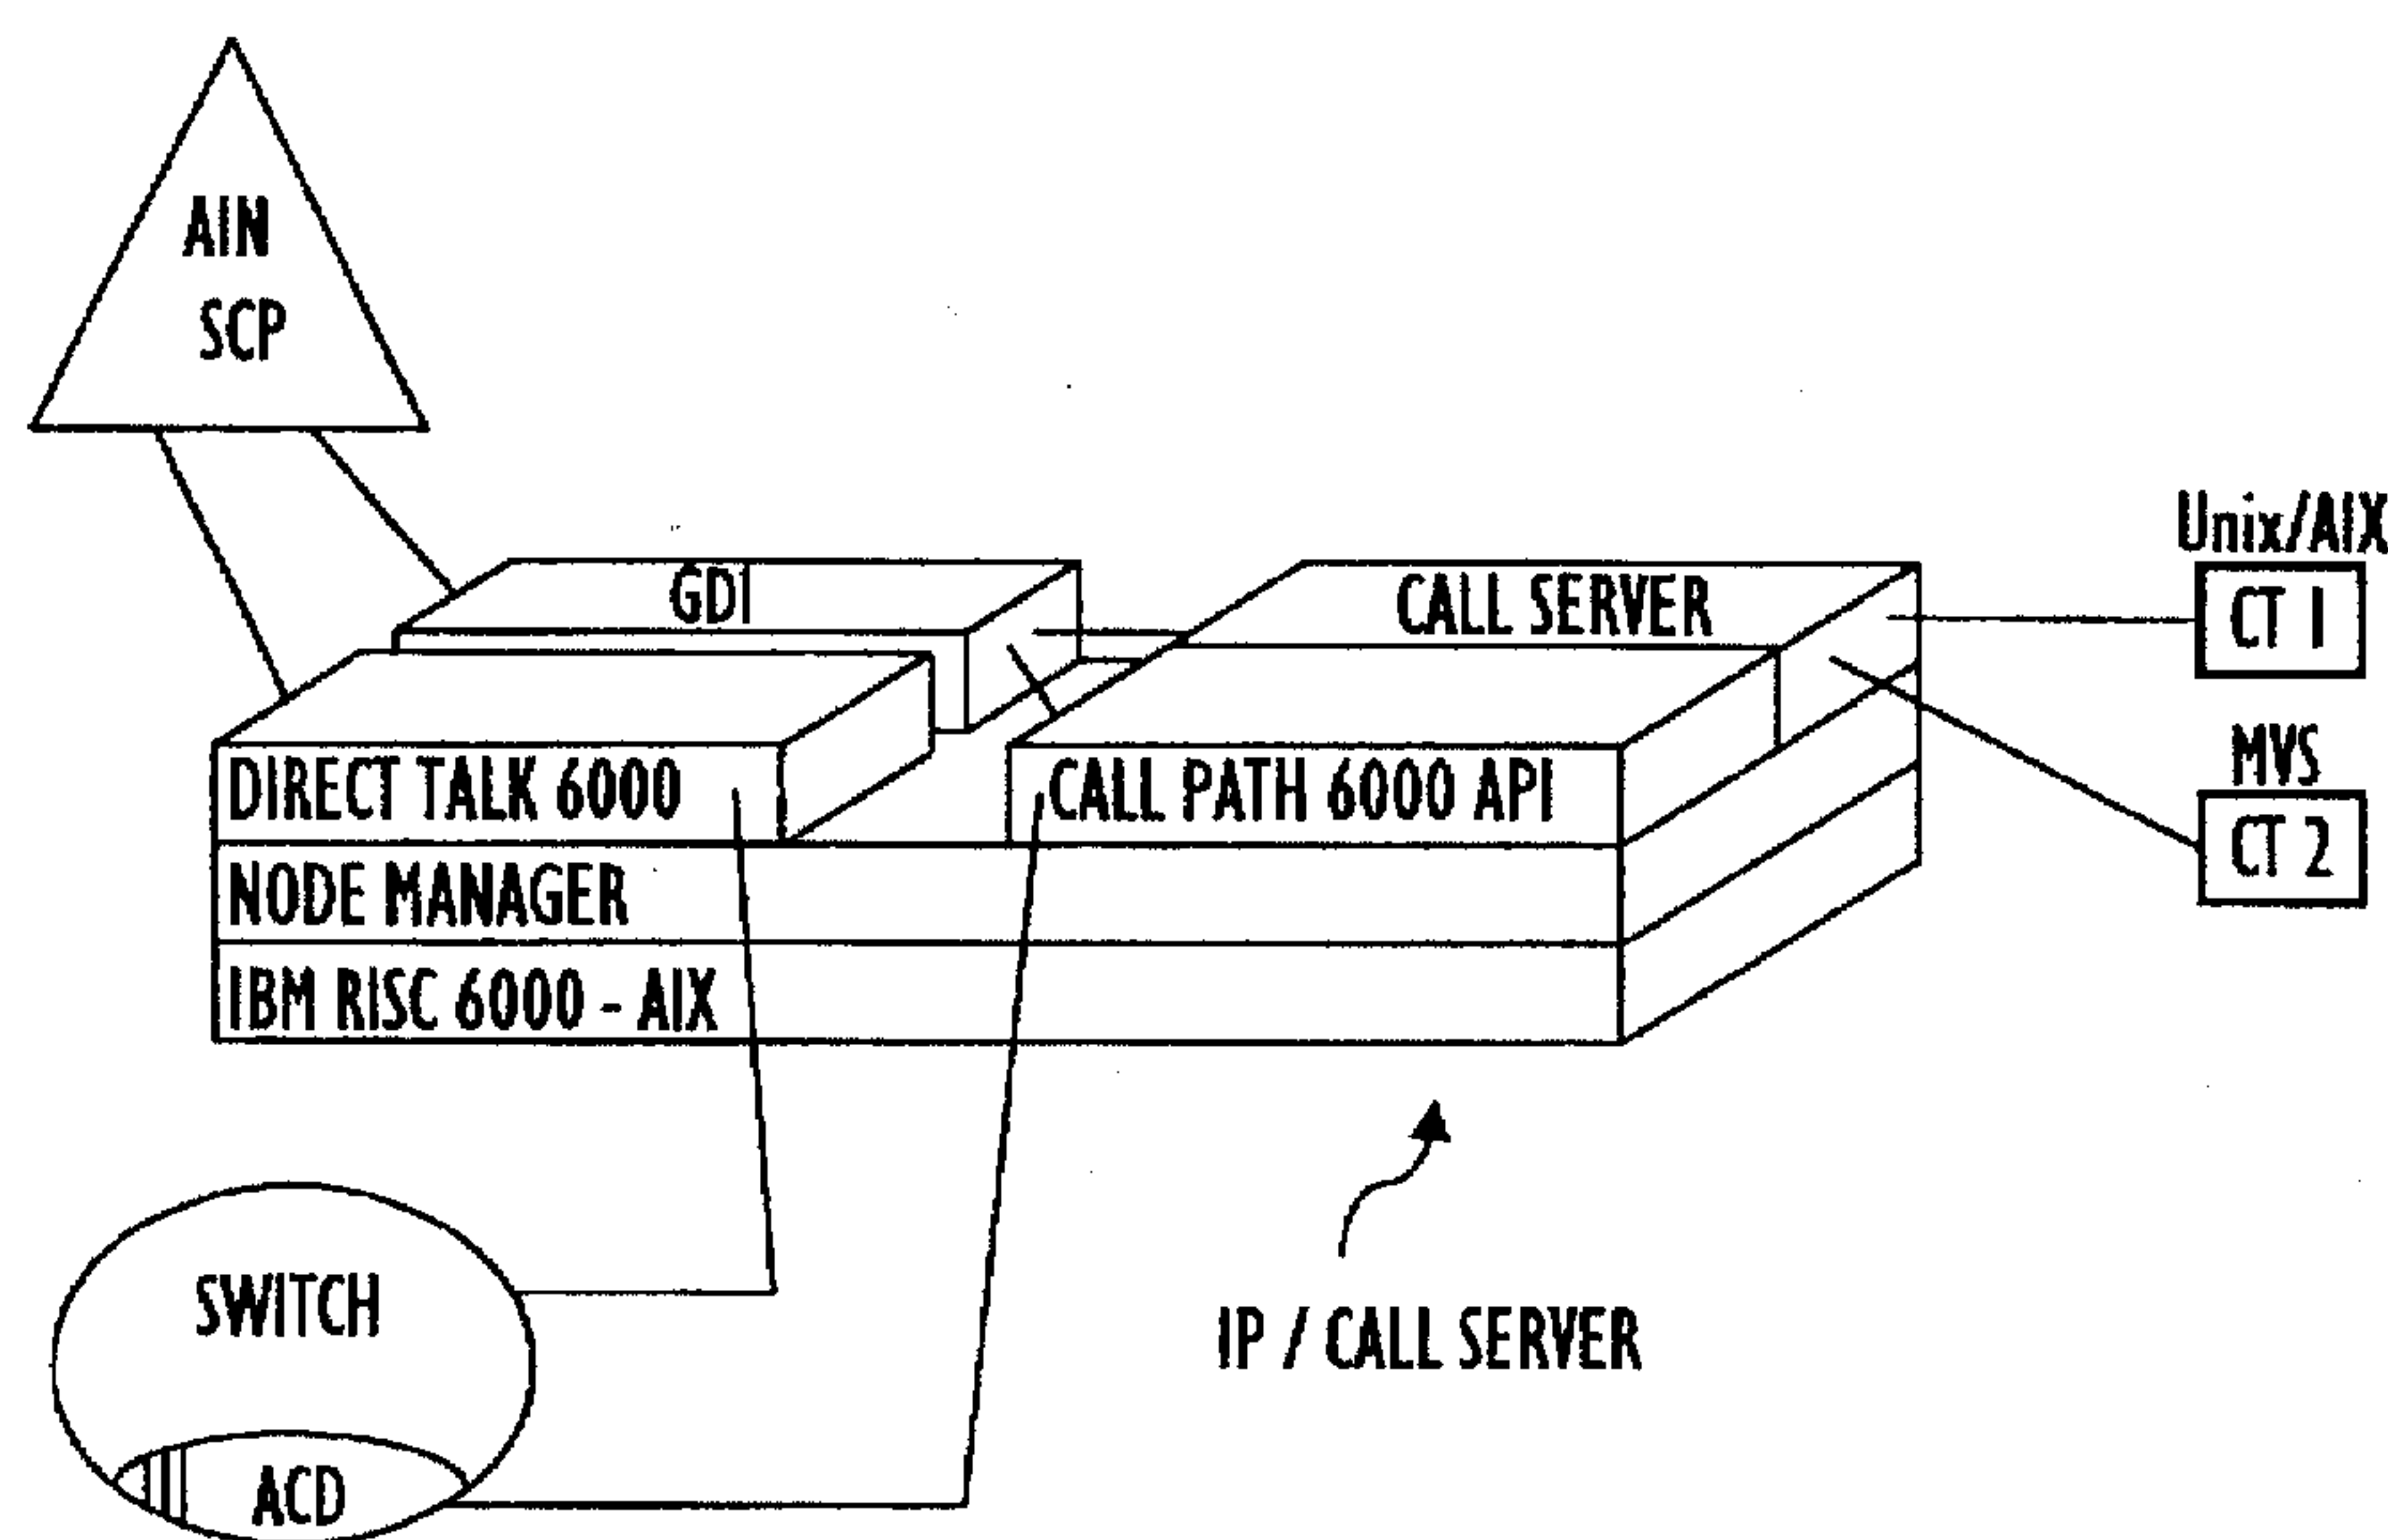 AIN
SCP
GDI
CALL SERVER
Unix/AIX
CT 1
DIRECT TALK 6000
CALL PATH 6000 API
MVS
CT 2
NODE MANAGER
IBM RISC 6000 - AIX
SWITCH
IP / CALL SERVER
ACD